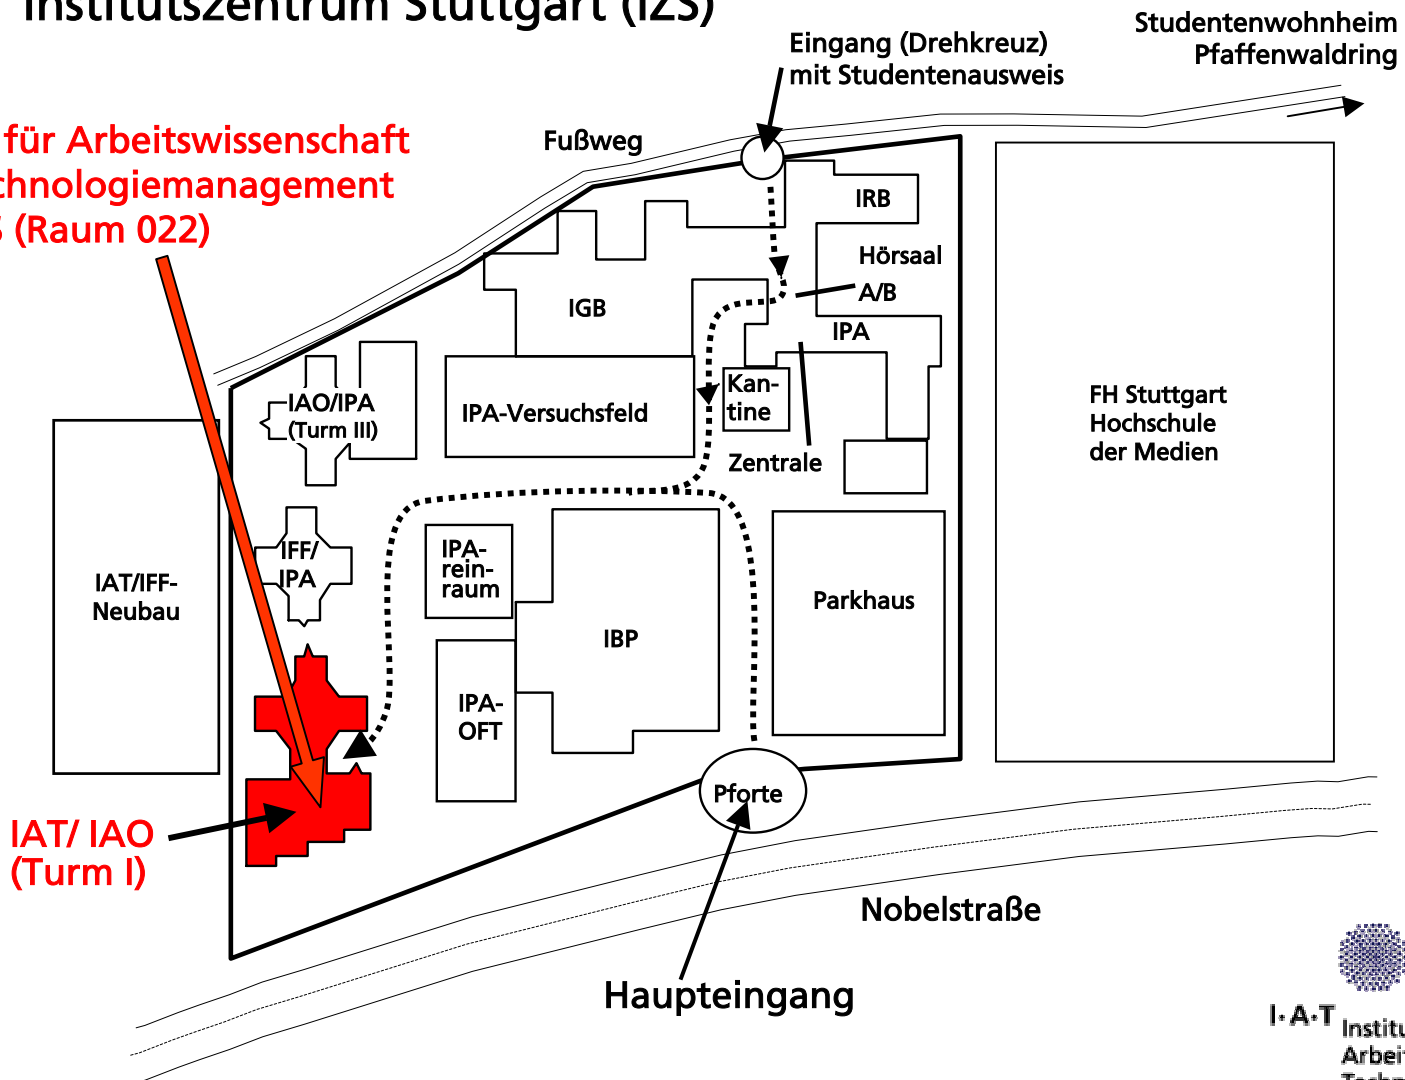 Institutszentrum Stuttgart (IZS)
Studentenwohnheim
Pfaffenwaldring
Eingang (Drehkreuz)
mit Studentenausweis
Fußweg
für Arbeitswissenschaft
chnologiemanagement
(Raum 022)
IRB
Hörsaal
A/B
IGB
IPA
IAO/IPA
(Turm III)
IPA-Versuchsfeld
Kan-
tine
Zentrale
FH Stuttgart
Hochschule
der Medien
IFF/
IPA
IPA-
rein-
raum
IAT/IFF-
Neubau
Parkhaus
IBP
IPA-
OFT
Pforte
IAT/ IAO
(Turm I)
Nobelstraße
Haupteingang
I·A·T
Institu
Arbei